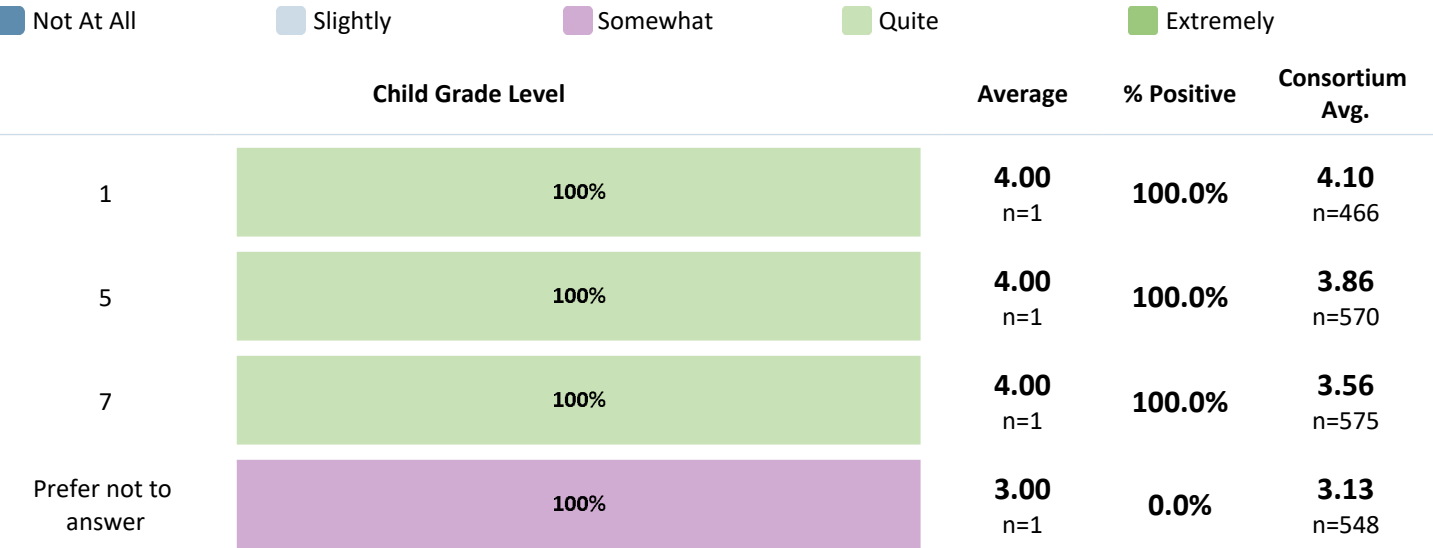 Not At All Slightly Somewhat Quite Extremely
Child Grade Level Average % Positive Consortium
Avg.
1 100% 4.00 100.0% 4.10
n=1 n=466
5 100% 4.00 100.0% 3.86
n=1 n=570
7 100% 4.00 100.0% 3.56
n=1 n=575
Prefer not to 100% 3.00 0.0% 3.13
answer n=1 n=548